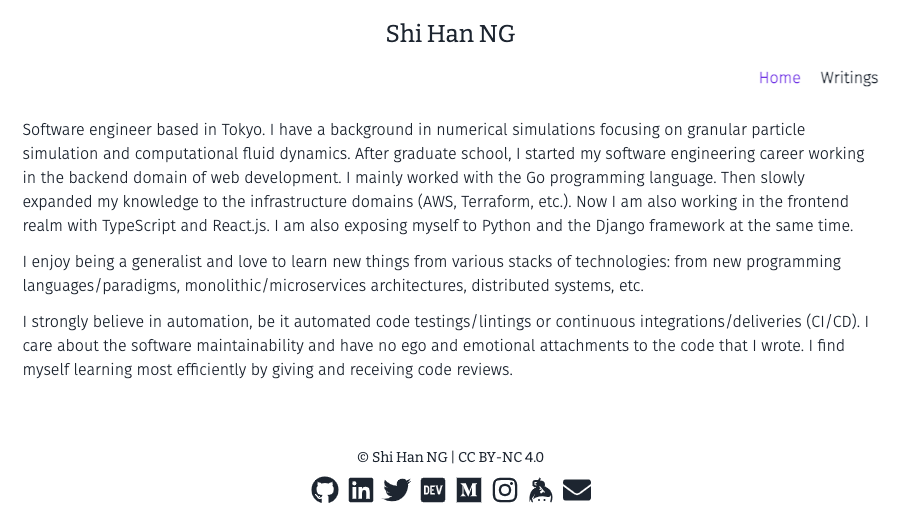 Shi Han NG
Home Writings
Software engineer based in Tokyo. I have a background in numerical simulations focusing on granular particle
simulation and computational fluid dynamics. After graduate school, I started my software engineering career working
in the backend domain of web development. I mainly worked with the Go programming language. Then slowly
expanded my knowledge to the infrastructure domains (AWS, Terraform, etc.). Now I am also working in the frontend
realm with TypeScript and React.js. I am also exposing myself to Python and the Django framework at the same time.
I enjoy being a generalist and love to learn new things from various stacks of technologies: from new programming
languages/paradigms, monolithic/microservices architectures, distributed systems, etc.
I strongly believe in automation, be it automated code testings/lintings or continuous integrations/deliveries (CI/CD). I
care about the software maintainability and have no ego and emotional attachments to the code that I wrote. I find
myself learning most efficiently by giving and receiving code reviews.
© Shi Han NG | CC BY-NC 4.0
in DEV M